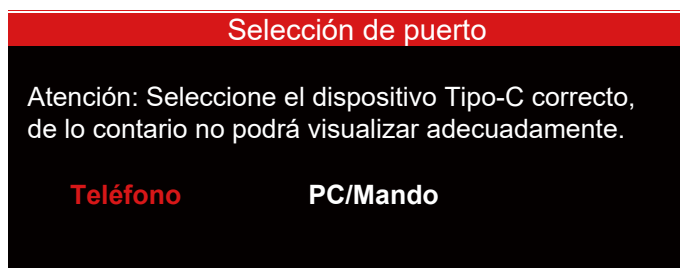 Selección de puerto
Atención: Seleccione el dispositivo Tipo-C correcto,
de lo contario no podrá visualizar adecuadamente.
Teléfono PC/Mando